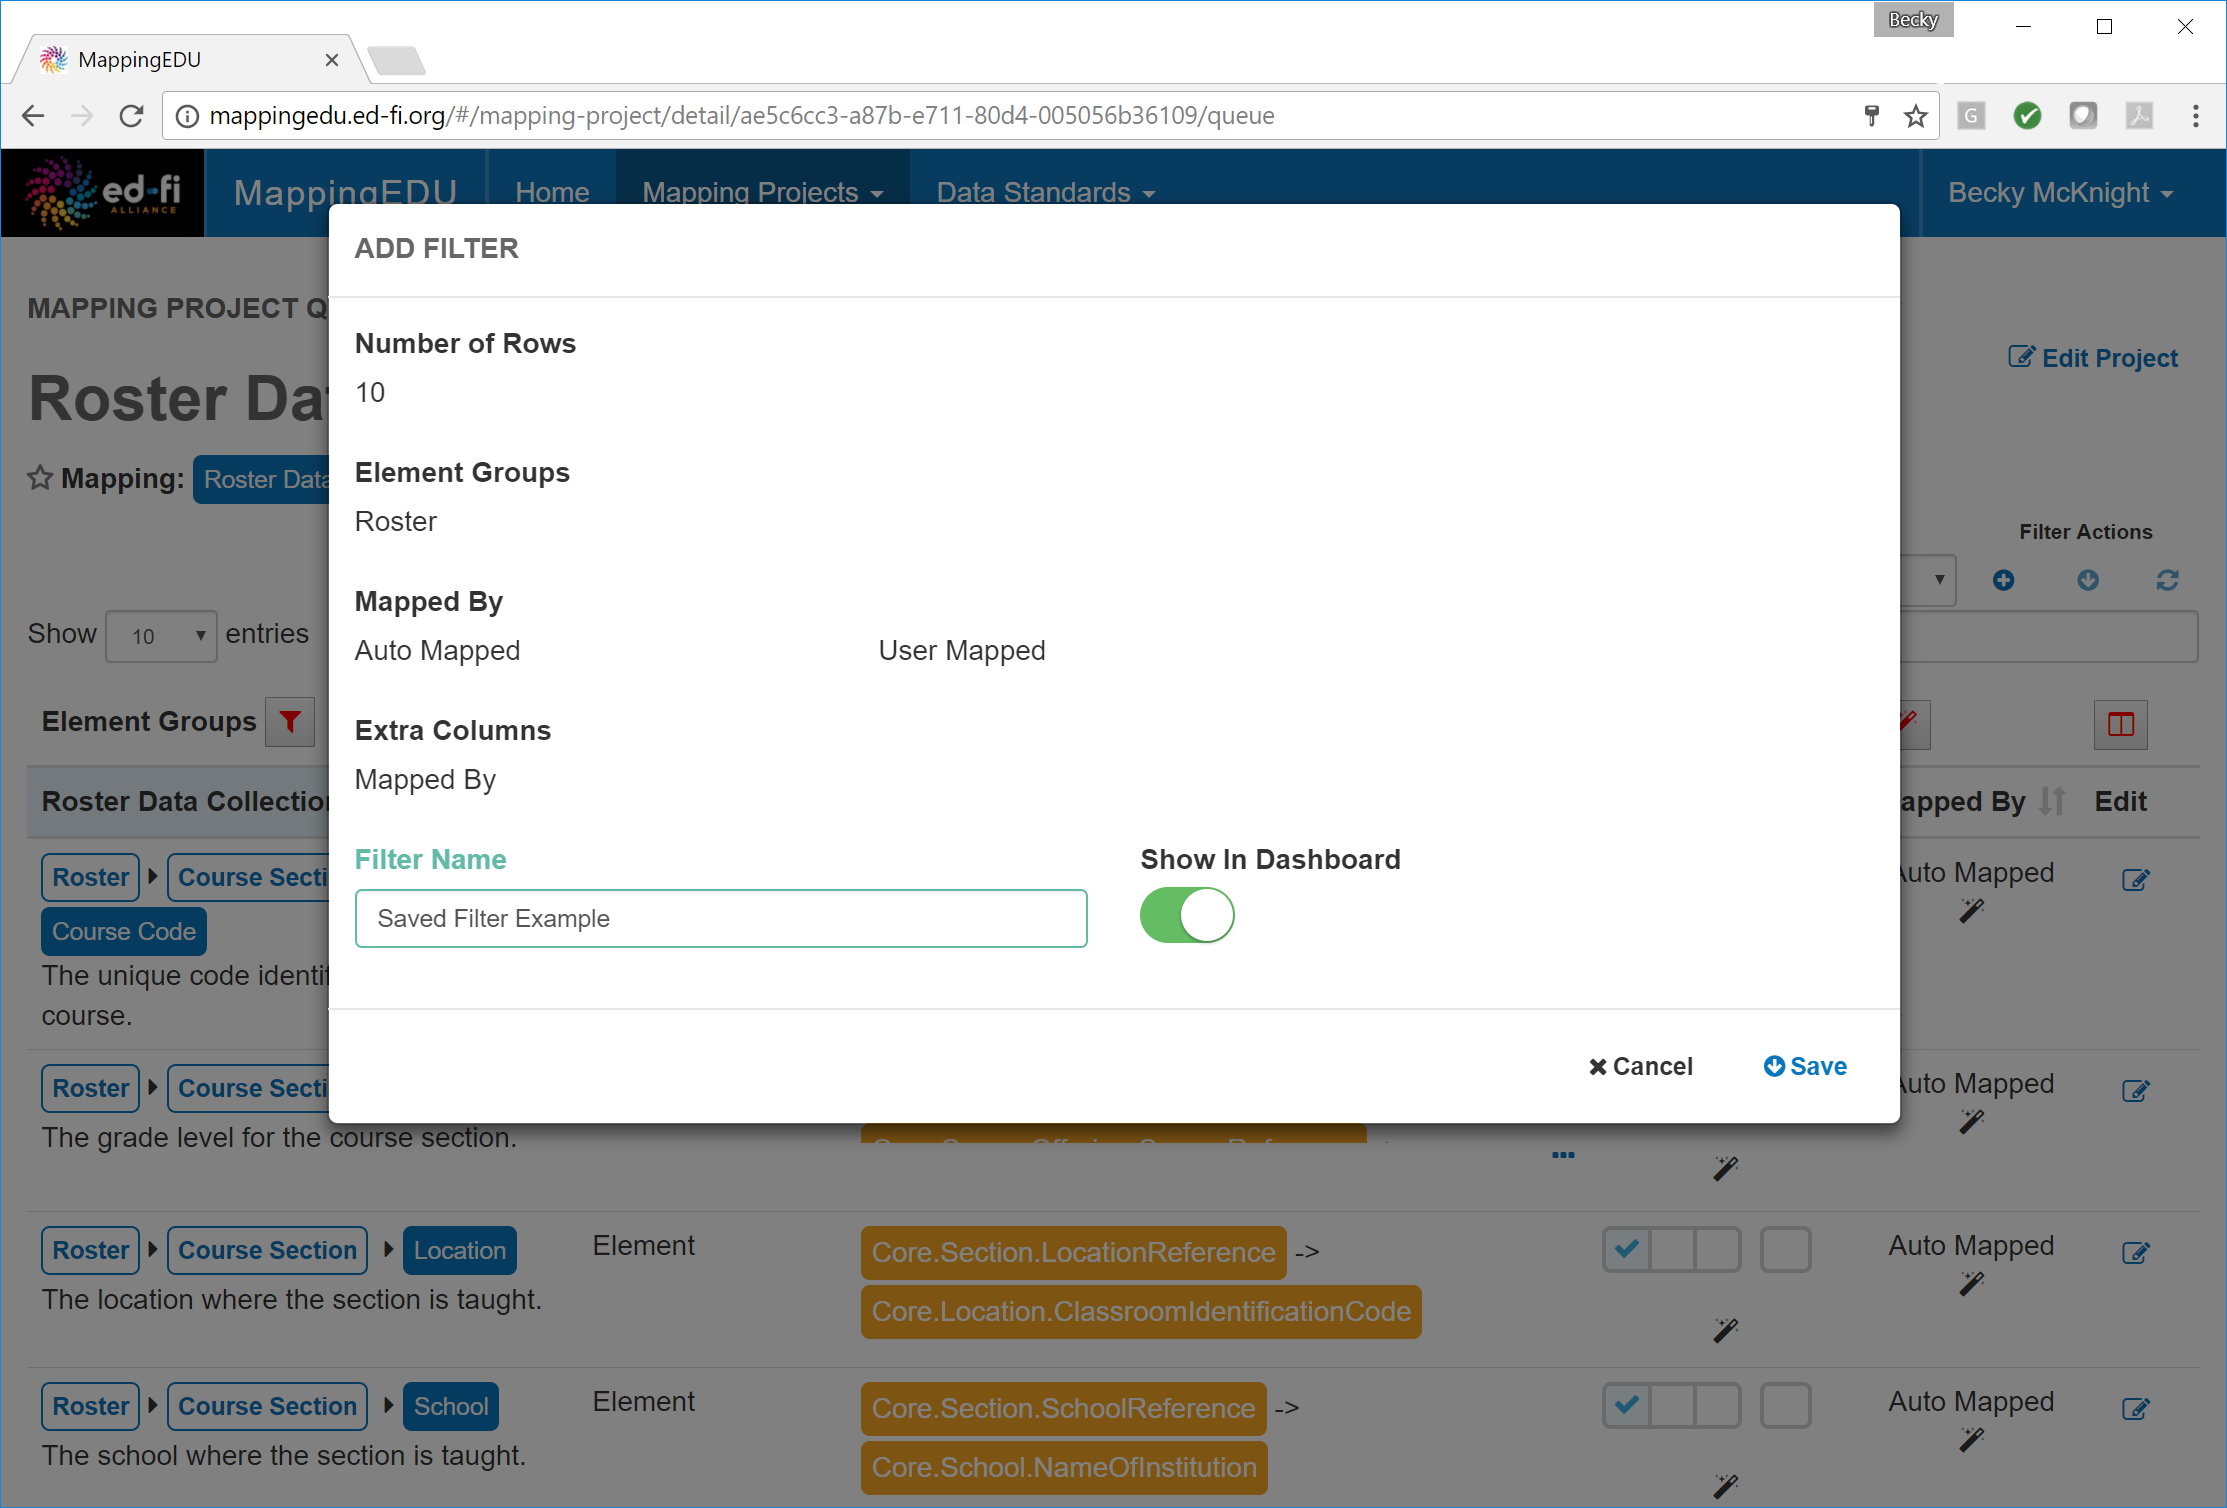 Becky
MappingEDU
mappingedu.ed-fi.org/#/mapping-project/detail/ae5c6cc3-a87b-e711-80d4-005056b36109/queue
G
ed-fi
ALLIANCE
MappingEDU
Home
Mapping Projects
Data Standards
Becky McKnight
ADD FILTER
MAPPING PROJECT Q
Edit Project
Number of Rows
10
Roster Da
Element Groups
Mapping: Roster Data
Roster
Filter Actions
Mapped By
Auto Mapped User Mapped
Show 10 entries
Element Groups
Extra Columns
Mapped By
Roster Data Collection
apped By Edit
Filter Name Show In Dashboard
Saved Filter Example
Roster Course Secti
Auto Mapped
Course Code
The unique code identif
course.
Cancel Save
Roster Course Secti
Auto Mapped
The grade level for the course section.
Roster Course Section Location Element Core.Section.LocationReference -> Auto Mapped
The location where the section is taught. Core.Location.ClassroomIdentificationCode
Roster Course Section School Element Core.Section.SchoolReference -> Auto Mapped
The school where the section is taught. Core.School.NameOfInstitution